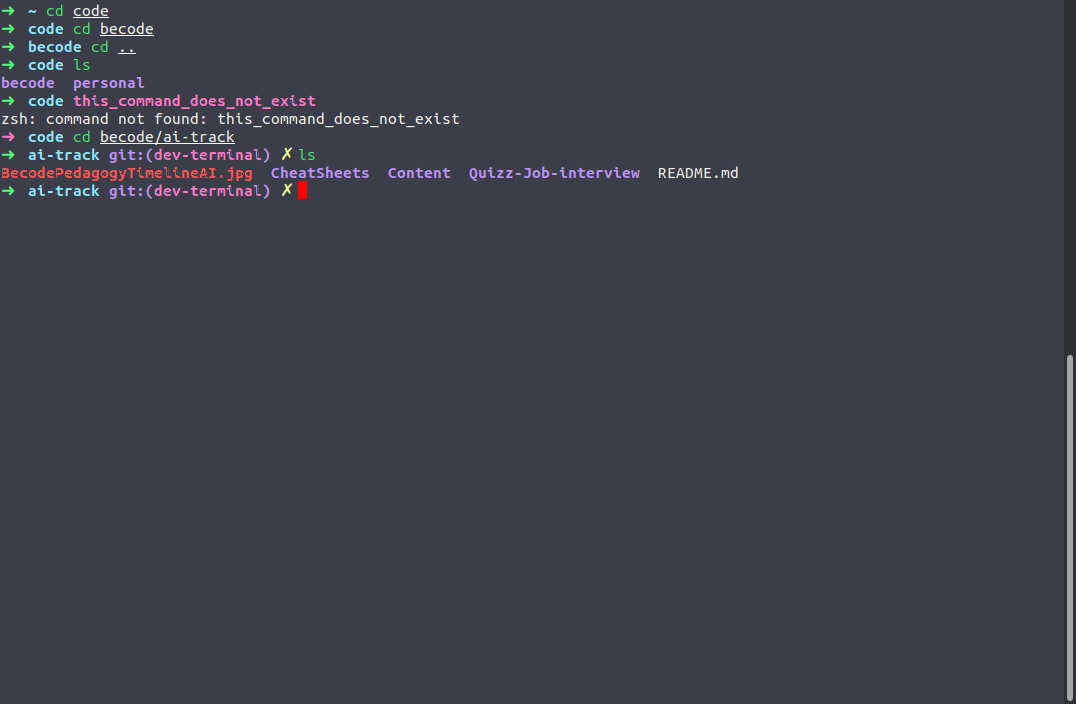 ➜ ~ cd code
➜ code cd becode
➜ becode cd ..
➜ code ls
becode personal
➜ code this_command_does_not_exist
zsh: command not found: this_command_does_not_exist
➜ code cd becode/ai-track
➜ ai-track git:(dev-terminal) ✗ ls
BecodePedagogyTimelineAI.jpg CheatSheets Content Quizz-Job-interview README.md
➜ ai-track git:(dev-terminal) ✗